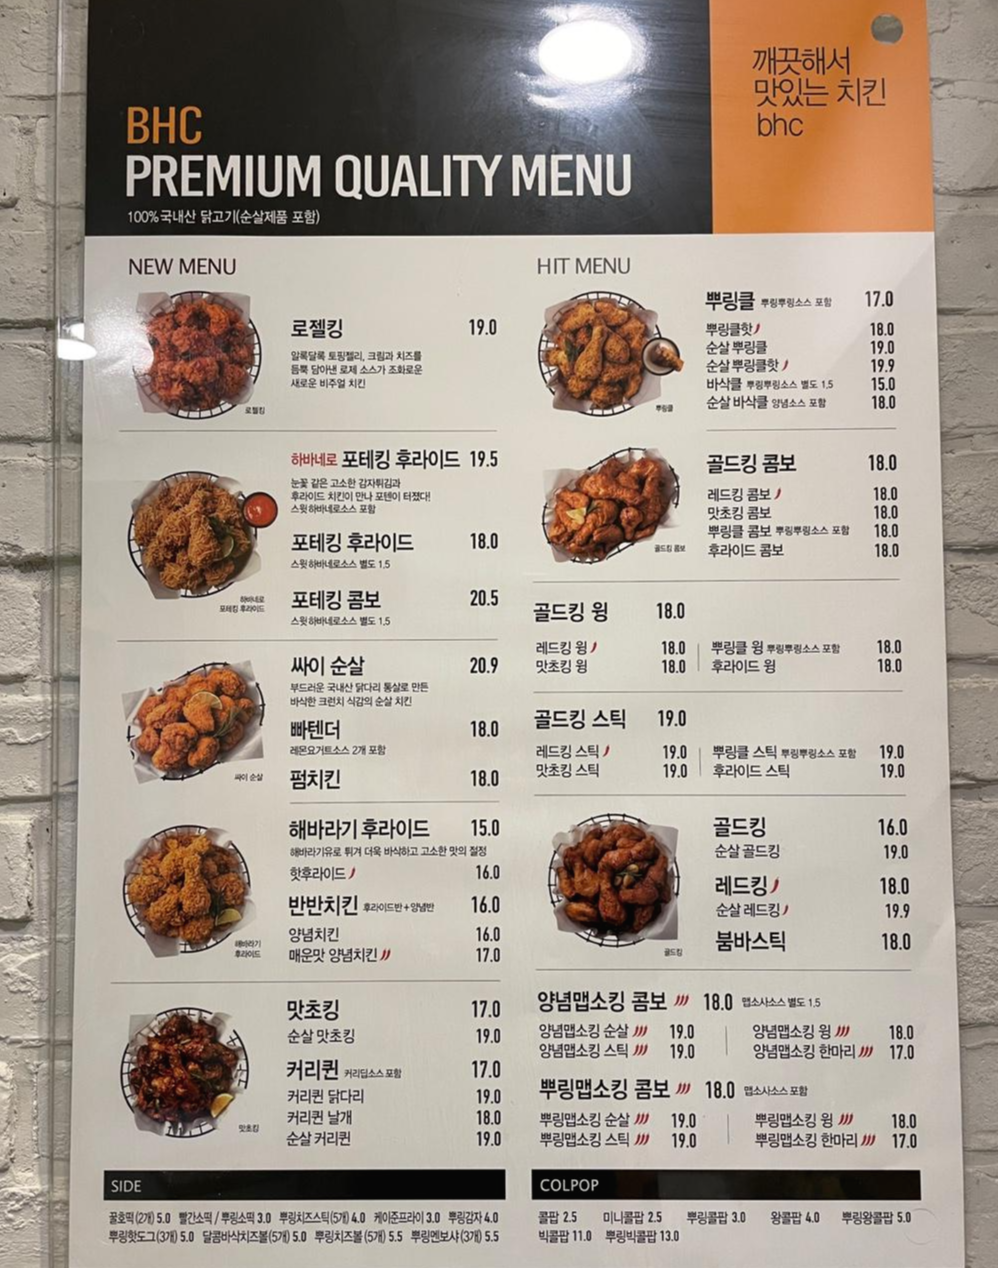 깨끗해서
맛있는 치킨
bhc
BHC
PREMIUM QUALITY MENU
100%국내산 닭고기(순살제품 포함)
NEW MENU
로젤킹 19.0
알록달록 토핑젤리, 크림과 치즈를
듬뿍 담아낸 로제 소스가 조화로운
새로운 비주얼 치킨
로젤킹
하바네로 포테킹 후라이드 19.5
눈꽃 같은 고소한 감자튀김과
후라이드 치킨이 만나 포텐이 터졌다!
스윗하바네로소스 포함
포테킹 후라이드 18.0
스윗하바네로소스 별도 1.5
하바네로
포테킹 후라이드
포테킹 콤보 20.5
스윗하바네로소스 별도 1.5
싸이 순살 20.9
부드러운 국내산 닭다리 통살로 만든
바삭한 크런치 식감의 순살 치킨
빠텐더 18.0
레몬요거트소스 2개 포함
싸이 순살
펌치킨 18.0
해바라기 후라이드 15.0
해바라기유로 튀겨 더욱 바삭하고 고소한 맛의 절정
핫후라이드 16.0
반반치킨 후라이드반+양념반 16.0
양념치킨 16.0
매운맛 양념치킨 17.0
해바라기
후라이드
맛초킹 17.0
순살 맛초킹 19.0
커리퀸 커리딥소스포함 17.0
커리퀸 닭다리 19.0
커리퀸 날개 18.0
순살 커리퀸 19.0
맛초킹
HIT MENU
뿌링클 뿌링뿌링소스 포함 17.0
뿌링클핫 18.0
순살 뿌링클 19.0
순살 뿌링클핫 19.9
바삭클 뿌링뿌링소스 별도 1.5 15.0
순살 바삭클 양념소스 포함 18.0
뿌링클
골드킹 콤보 18.0
레드킹 콤보 18.0
맛초킹 콤보 18.0
뿌링클 콤보 뿌링뿌링소스 포함 18.0
후라이드 콤보 18.0
골드킹 콤보
골드킹 윙 18.0
레드킹 윙 18.0 뿌링클 윙 뿌링뿌링소스 포함 18.0
맛초킹 윙 18.0 후라이드 윙 18.0
골드킹 스틱 19.0
레드킹 스틱 19.0 뿌링클 스틱 뿌링뿌링소스 포함 19.0
맛초킹 스틱 19.0 후라이드 스틱 19.0
골드킹 16.0
순살 골드킹 19.0
레드킹 18.0
순살 레드킹 19.9
붐바스틱 18.0
골드킹
양념맵소킹 콤보 18.0 맵소사소스 별도 1.5
양념맵소킹 순살 19.0 양념맵소킹 윙 18.0
양념맵소킹 스틱 19.0 양념맵소킹 한마리 17.0
뿌링맵소킹 콤보 18.0 맵소사소스 포함
뿌링맵소킹 순살 19.0 뿌링맵소킹 윙 18.0
뿌링맵소킹 스틱 19.0 뿌링맵소킹 한마리 17.0
SIDE
꿀호떡(2개) 5.0 빨간소떡 / 뿌링소떡 3.0 뿌링치즈스틱(5개) 4.0 케이준프라이 3.0 뿌링감자 4.0
뿌링핫도그(3개) 5.0 달콤바삭치즈볼(5개) 5.0 뿌링치즈볼(5개) 5.5 뿌링멘보샤(3개) 5.5
COLPOP
콜팝 2.5 미니콜팝 2.5 뿌링콜팝 3.0 왕콜팝 4.0 뿌링왕콜팝 5.0
빅콜팝 11.0 뿌링빅콜팝 13.0